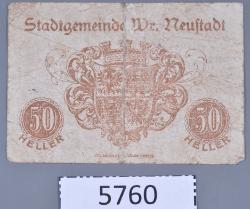 Stadtgemeinde Wr. Neustadt
50
HELLER
50
HELLER
5760